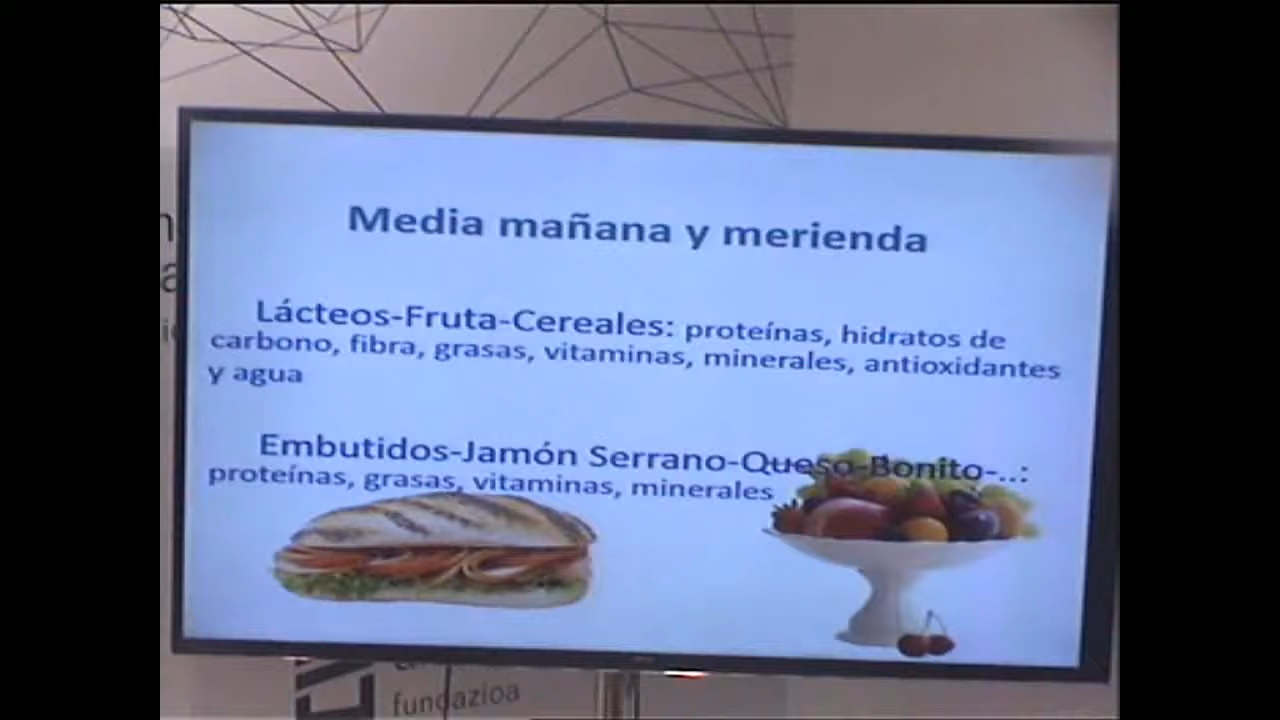 Media mañana y merienda
Lácteos-Fruta-Cereales: proteínas, hidratos de
carbono, fibra, grasas, vitaminas, minerales, antioxidantes
y agua
Embutidos-Jamón Serrano-Queso-Bonito-..:
proteínas, grasas, vitaminas, minerales
fundazioa